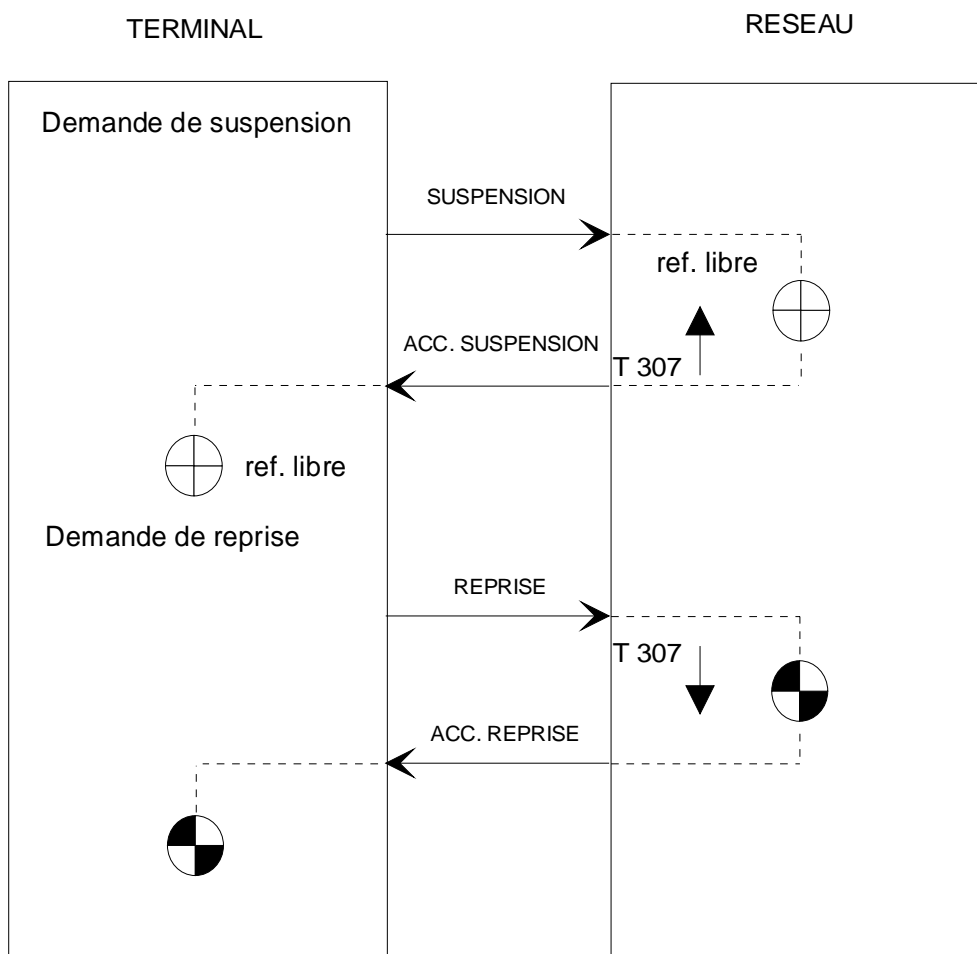 TERMINAL
RESEAU
Demande de suspension
SUSPENSION
ref. libre
ACC. SUSPENSION
T 307
ref. libre
Demande de reprise
REPRISE
T 307
ACC. REPRISE